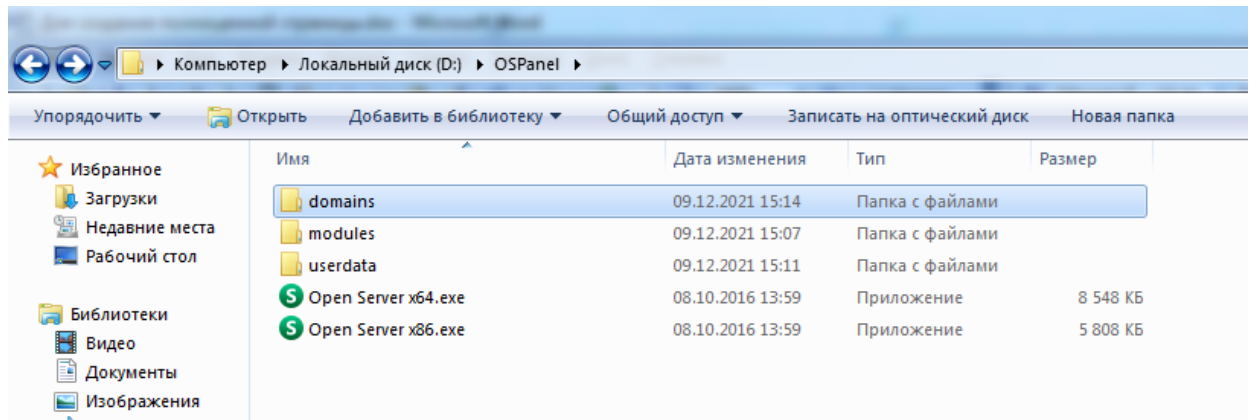 Компьютер ▸ Локальный диск (D:) ▸ OSPanel ▸
Упорядочить ▼ Открыть Добавить в библиотеку ▼ Общий доступ ▼ Записать на оптический диск Новая папка
Избранное
Загрузки
Недавние места
Рабочий стол
Библиотеки
Видео
Документы
Изображения
Имя Дата изменения Тип Размер
domains 09.12.2021 15:14 Папка с файлами
modules 09.12.2021 15:07 Папка с файлами
userdata 09.12.2021 15:11 Папка с файлами
Open Server x64.exe 08.10.2016 13:59 Приложение 8 548 КБ
Open Server x86.exe 08.10.2016 13:59 Приложение 5 808 КБ